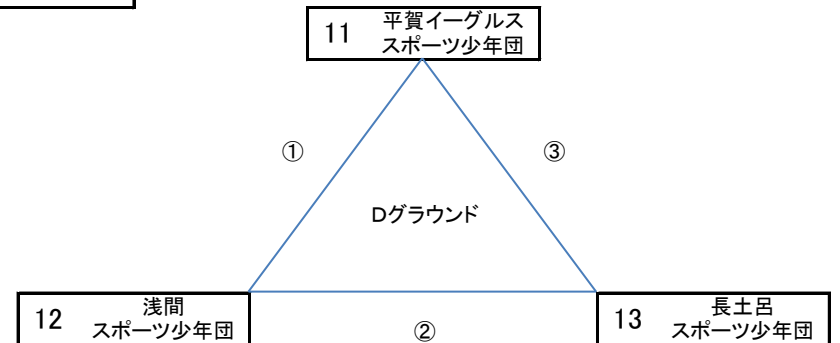 11 平賀イーグルス
スポーツ少年団
① ③
Dグラウンド
12 浅間
スポーツ少年団
② 
13 長土呂
スポーツ少年団